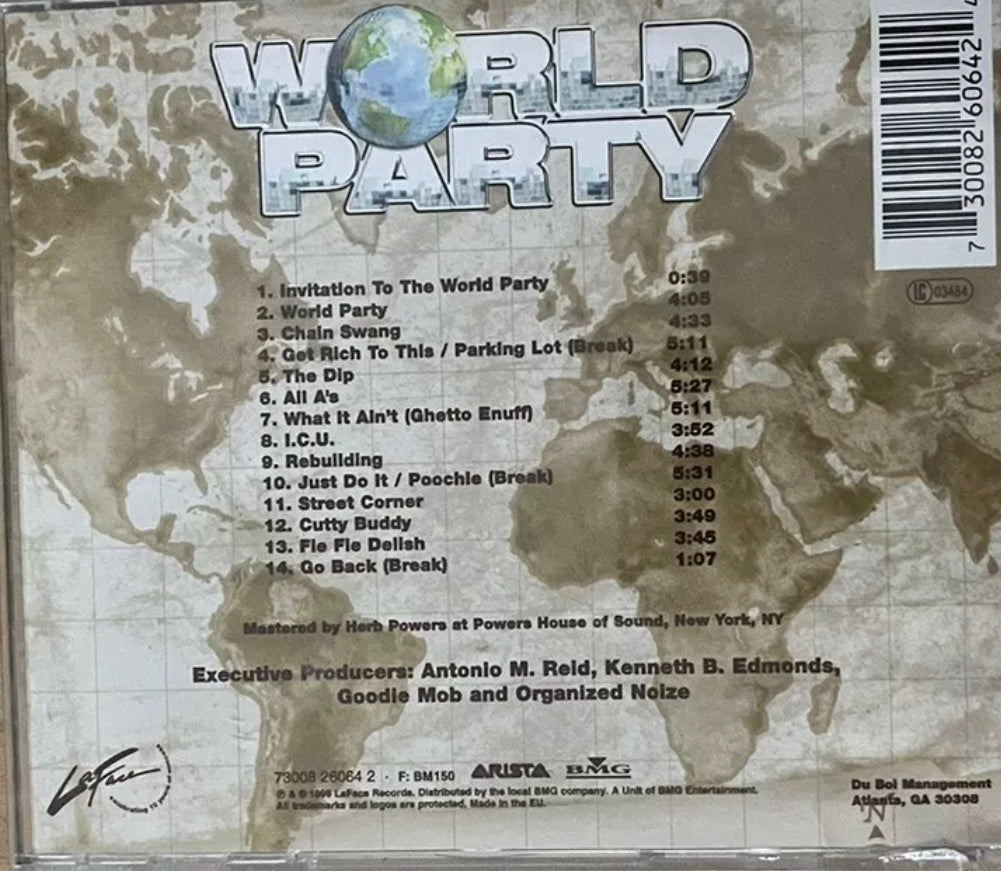 WORLD
PARTY
7 30082 60642 4
LC 03484
1. Invitation To The World Party 0:39
2. World Party 4:05
3. Chain Swang 4:33
4. Get Rich To This / Parking Lot (Break) 5:11
5. The Dip 4:12
6. All A's 5:27
7. What It Ain't (Ghetto Enuff) 5:11
8. I.C.U. 3:52
9. Rebuilding 4:38
10. Just Do It / Poochie (Break) 5:31
11. Street Corner 3:00
12. Cutty Buddy 3:49
13. Fie Fie Delish 3:45
14. Go Back (Break) 1:07
Mastered by Herb Powers at Powers House of Sound, New York, NY
Executive Producers: Antonio M. Reid, Kenneth B. Edmonds,
Goodie Mob and Organized Noize
LaFace
73008 26064 2 · F: BM150 ARISTA BMG
℗ & © 1999 LaFace Records. Distributed by the local BMG company. A Unit of BMG Entertainment.
All trademarks and logos are protected. Made in the EU.
Du Boi Management
Atlanta, GA 30308
N